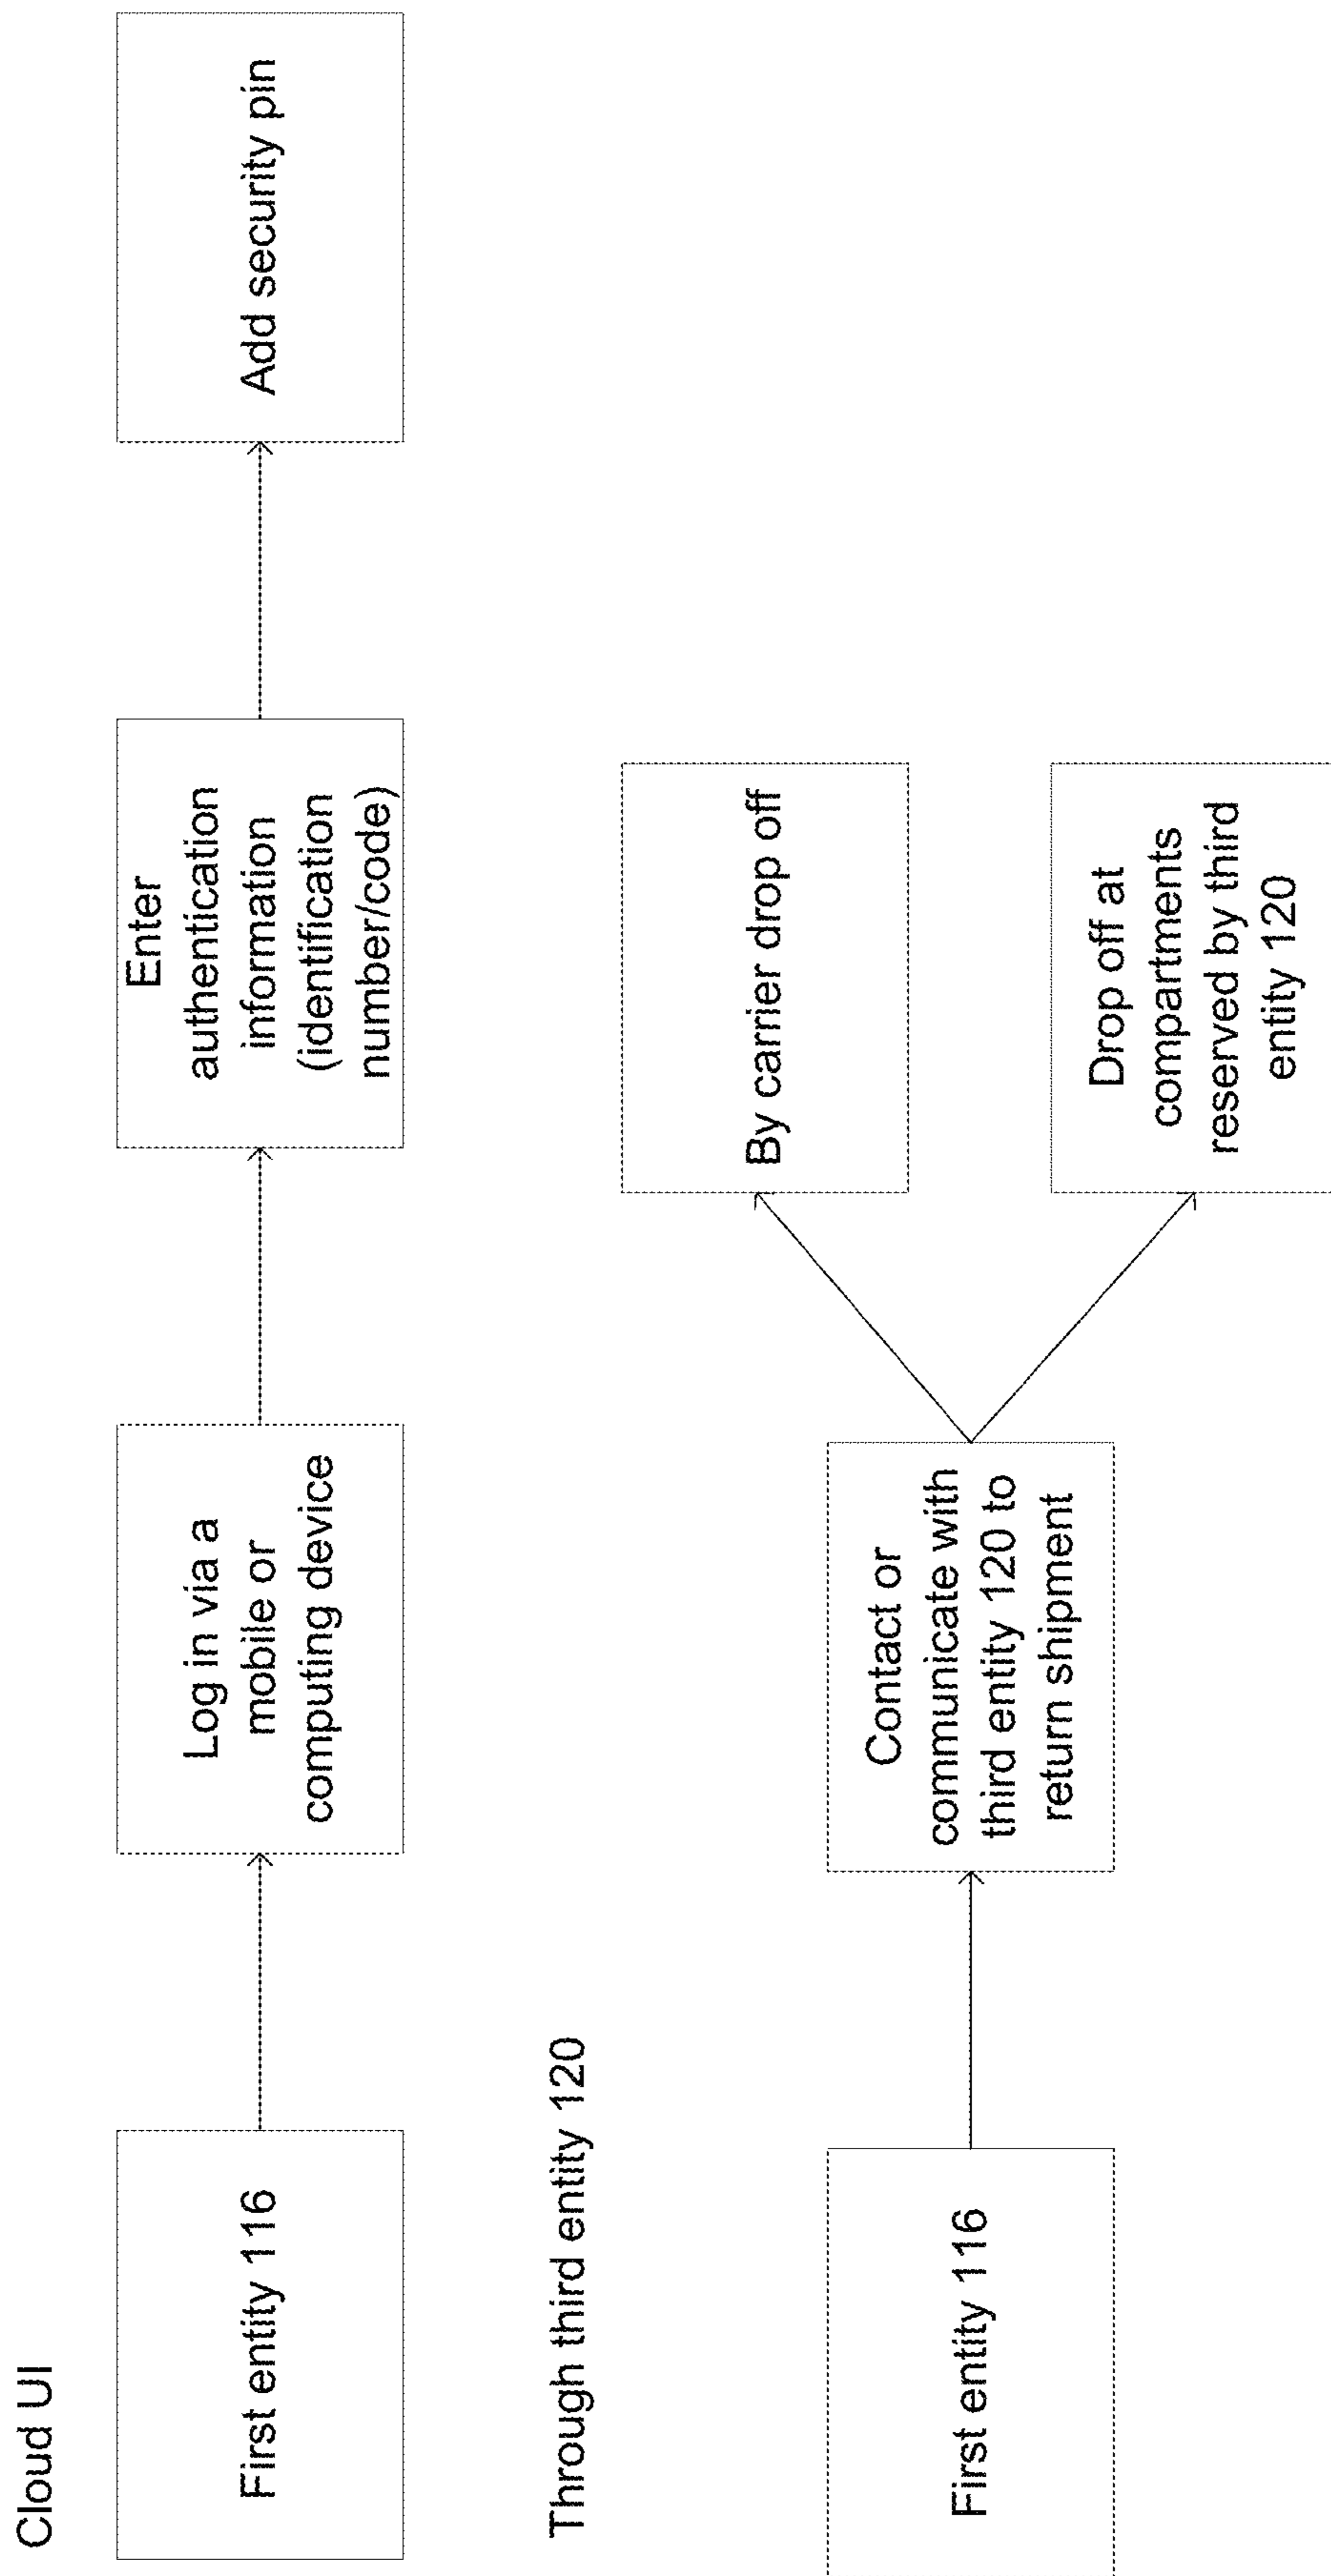 Cloud UI
First entity 116
Log in via a
mobile or
computing device
Enter
authentication
information
(identification
number/code)
Add security pin
Through third entity 120
First entity 116
Contact or
communicate with
third entity 120 to
return shipment
By carrier drop off
Drop off at
compartments
reserved by third
entity 120